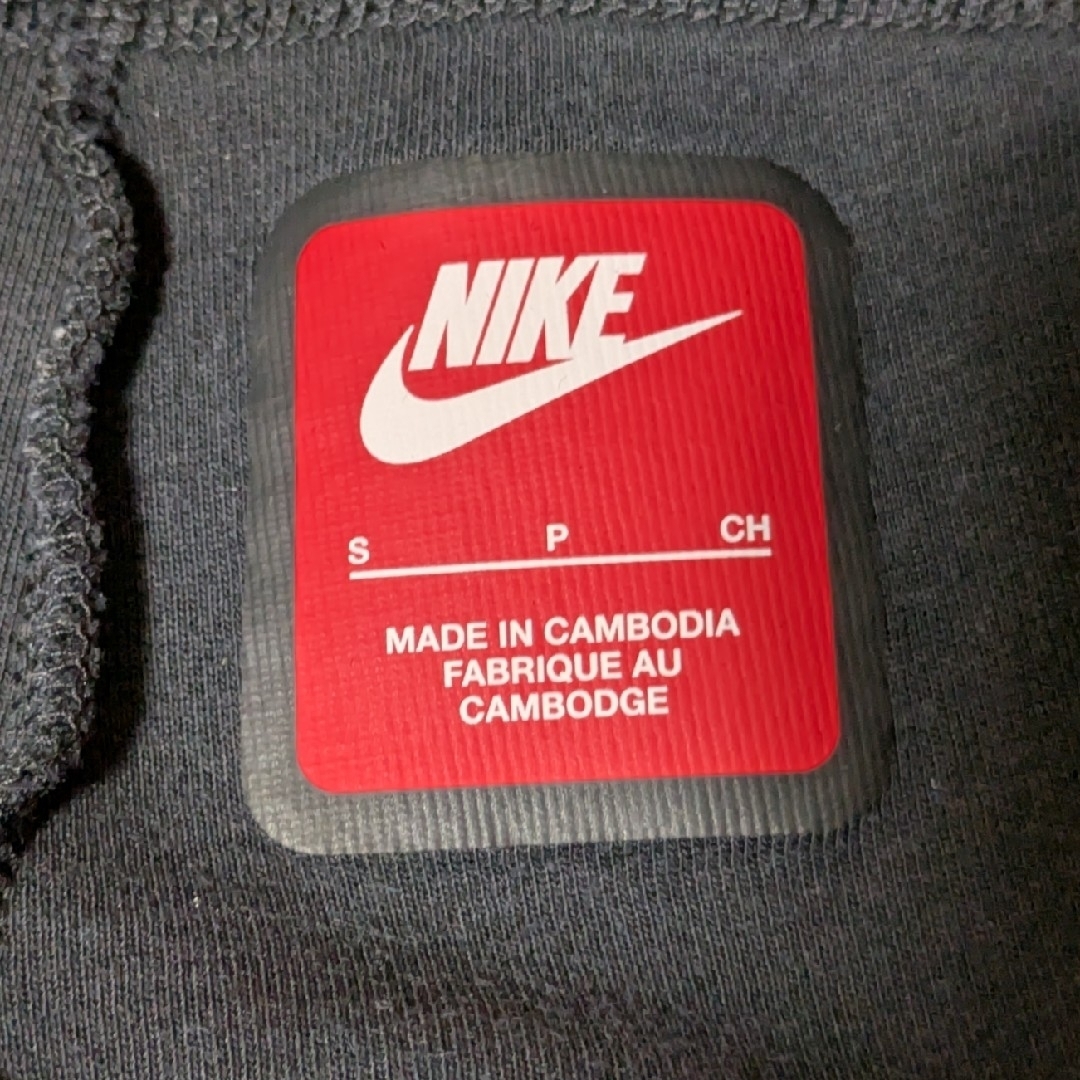 NIKE
S P CH
MADE IN CAMBODIA
FABRIQUE AU
CAMBODGE